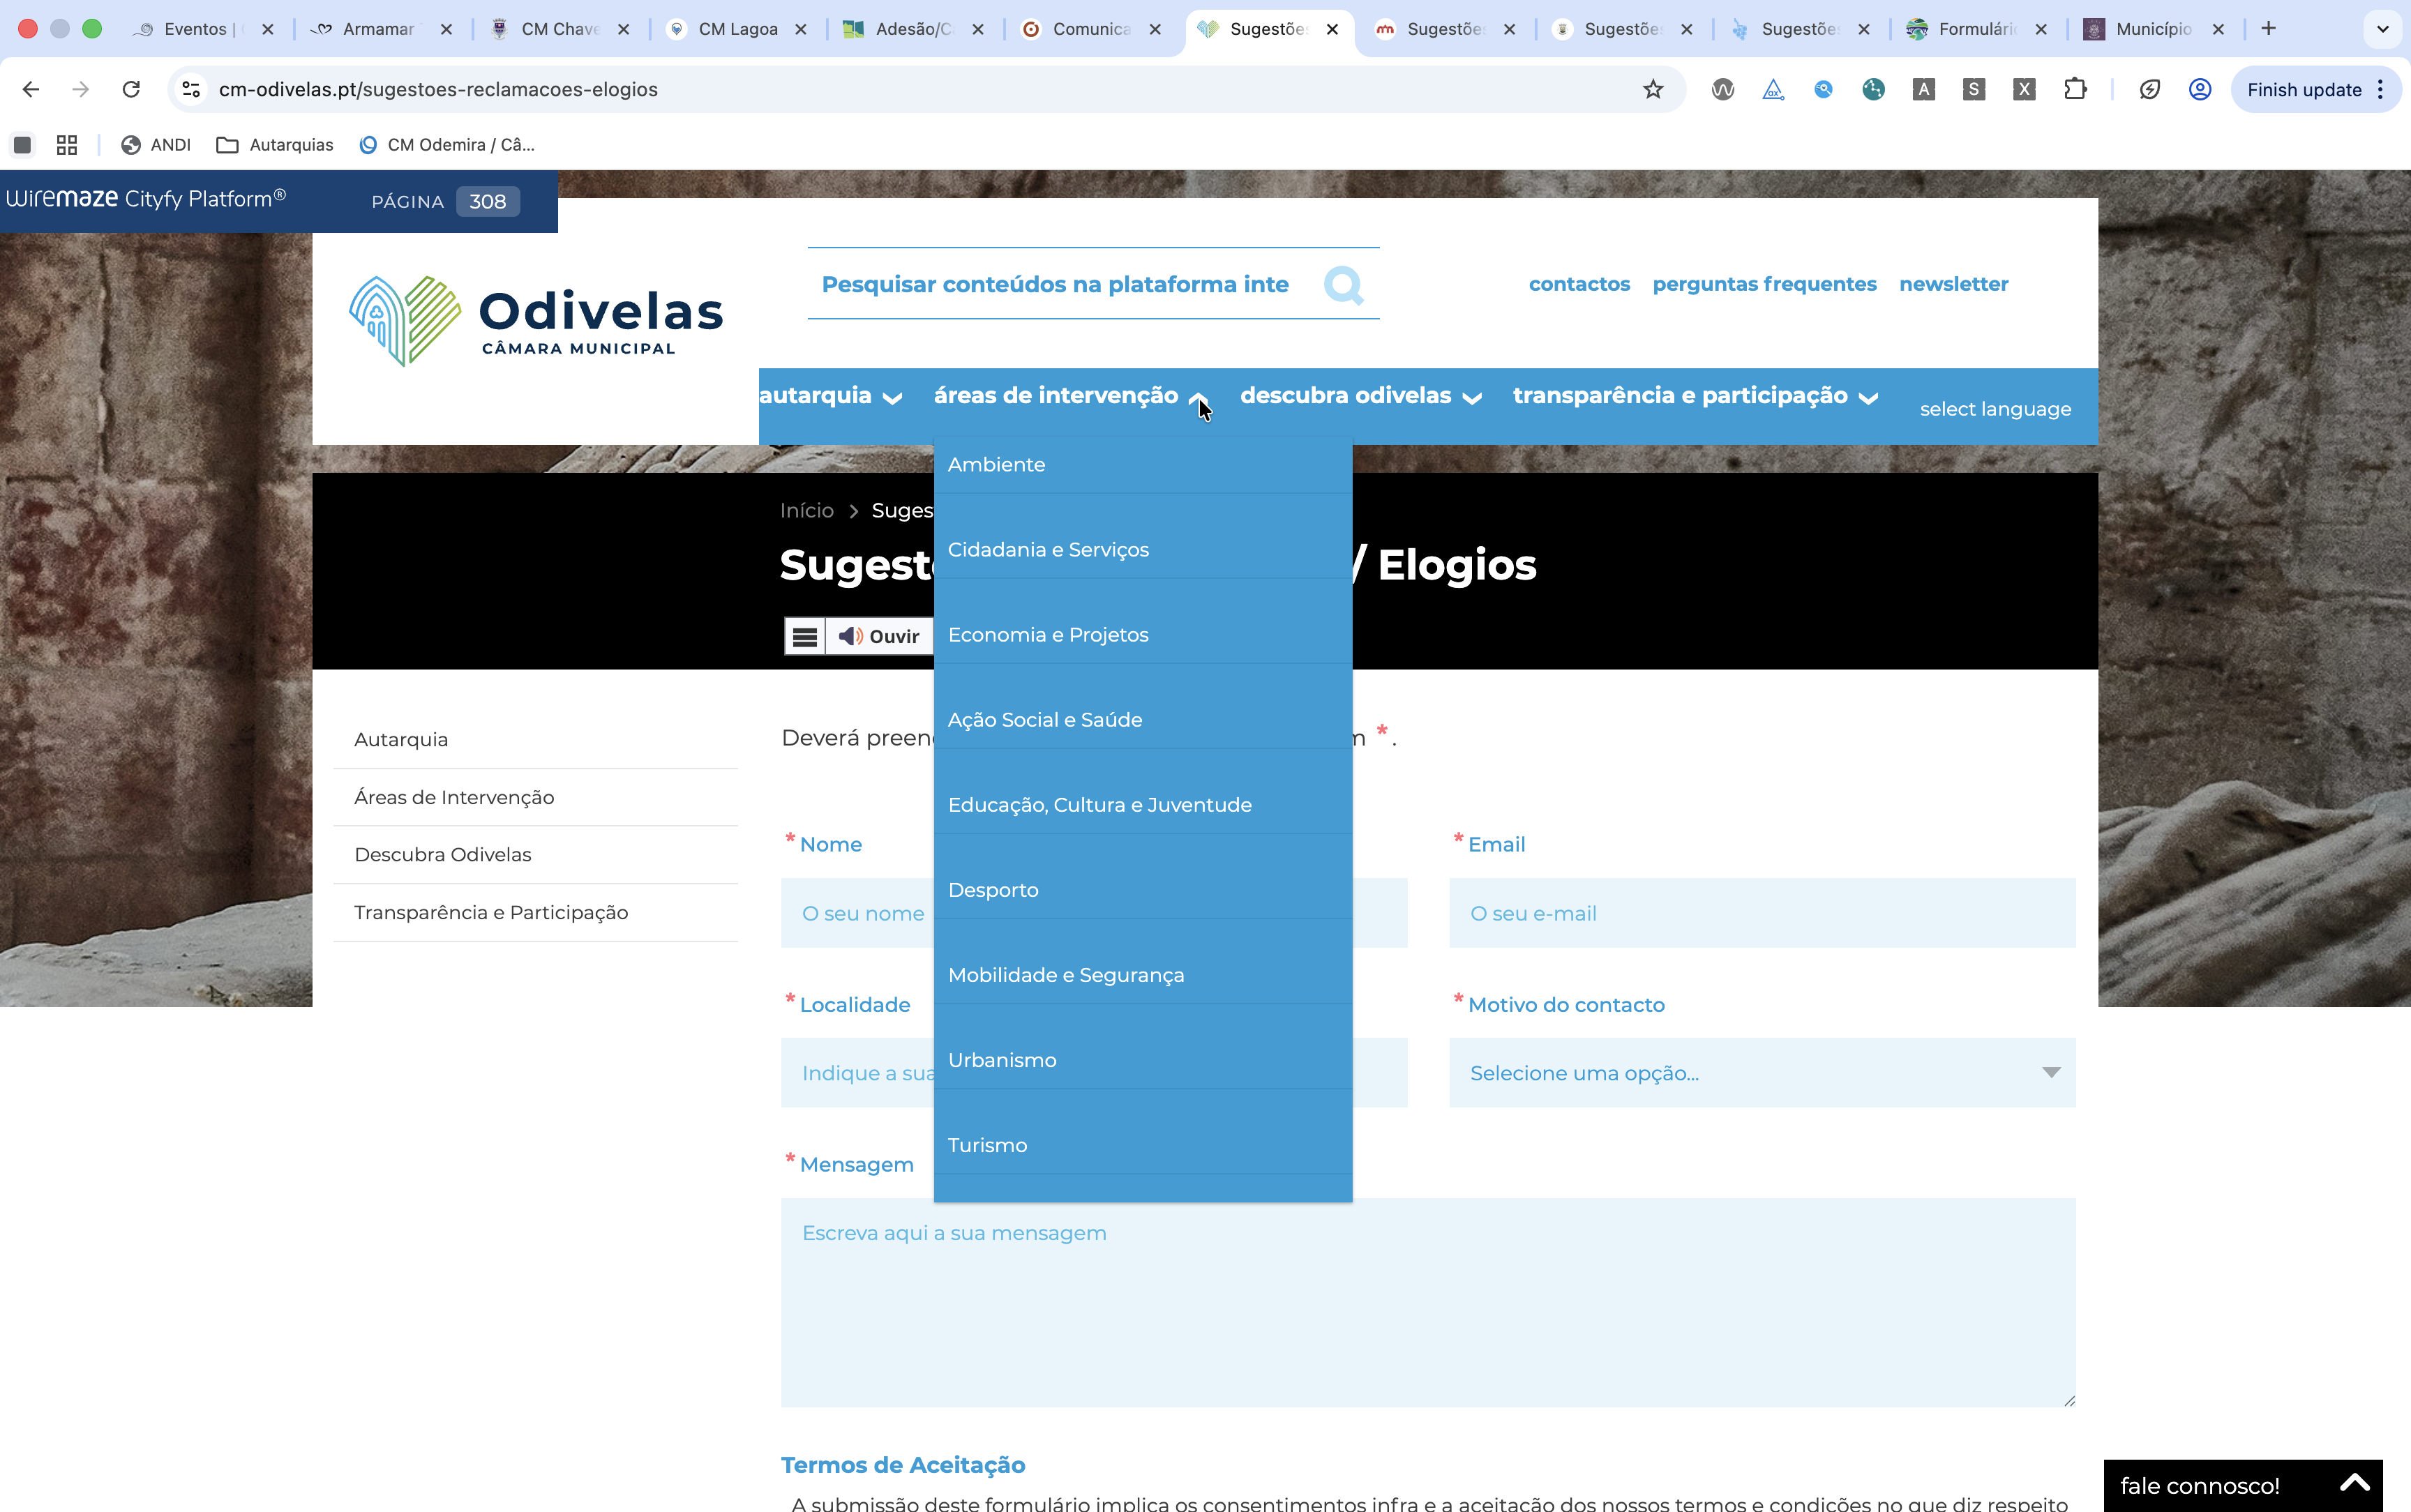 Eventos |
Armamar
CM Chave
CM Lagoa
Adesão/C
Comunica
Sugestõe
Sugestõe
Sugestõe
Sugestõe
Formulári
Município
cm-odivelas.pt/sugestoes-reclamacoes-elogios
Finish update
ANDI
Autarquias
CM Odemira / Câ...
wiremaze Cityfy Platform®
PÁGINA 308
Odivelas
CÂMARA MUNICIPAL
Pesquisar conteúdos na plataforma inte
contactos
perguntas frequentes
newsletter
autarquia
áreas de intervenção
descubra odivelas
transparência e participação
select language
Ambiente
Cidadania e Serviços
Economia e Projetos
Ação Social e Saúde
Educação, Cultura e Juventude
Desporto
Mobilidade e Segurança
Urbanismo
Turismo
Início > Suges
Sugest / Elogios
Ouvir
Autarquia
Áreas de Intervenção
Descubra Odivelas
Transparência e Participação
Deverá preen m * .
* Nome
O seu nome
* Email
O seu e-mail
* Localidade
Indique a sua
* Motivo do contacto
Selecione uma opção...
* Mensagem
Escreva aqui a sua mensagem
Termos de Aceitação
A submissão deste formulário implica os consentimentos infra e a aceitação dos nossos termos e condições no que diz respeito
fale connosco!